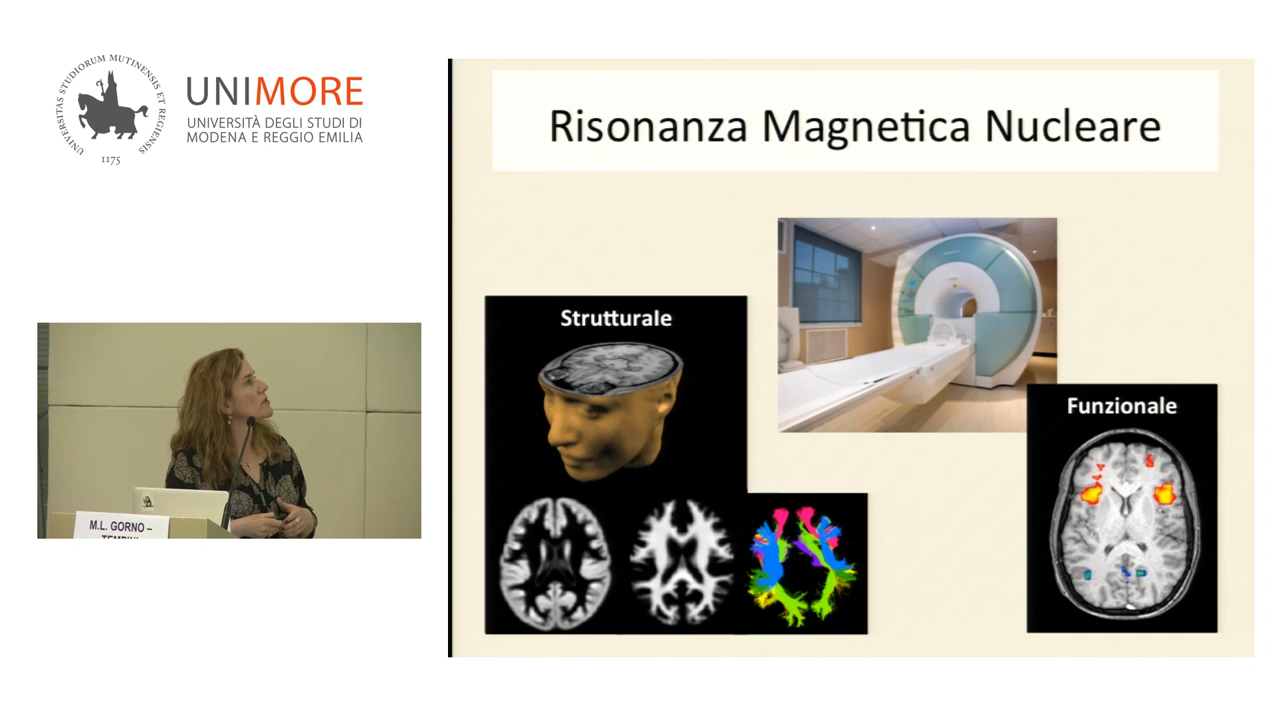 UNIVERSITAS STUDIORUM MUTINENSIS ET REGIENSIS
1175
UNIMORE
UNIVERSITÀ DEGLI STUDI DI
MODENA E REGGIO EMILIA
M.L. GORNO –
Risonanza Magnetica Nucleare
Strutturale
Funzionale